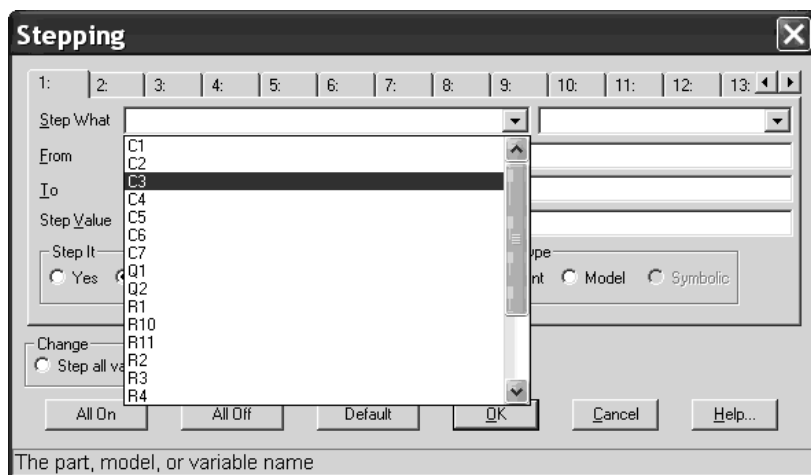 Stepping
1: 2: 3: 4: 5: 6: 7: 8: 9: 10: 11: 12: 13:
Step What
C1
C2
From
C3
C4
To
C5
Step Value
C6
C7
Step It
Q1
Yes
Model Symbolic
Q2
R1
R10
R11
Change
R2
Step all
R3
R4
All On All Off Default OK Cancel Help...
The part, model, or variable name